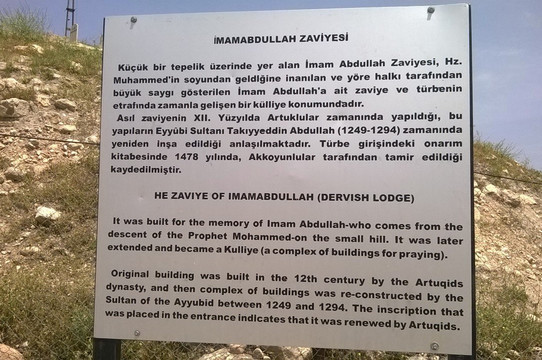 İMAMABDULLAH ZAVİYESİ
Küçük bir tepelik üzerinde yer alan İmam Abdullah Zaviyesi, Hz.
Muhammed'in soyundan geldlğine inanılan ve yöre halkı tarafından
büyük saygı gösterilen İmam Abdullah'a ait zaviye ve türbenin
etrafında zamanla gelişen bir külliye konumundadır.
Asıl zaviyenin XII. Yüzyılda Artuklular zamanında yapıldığı, bu
yapıların Eyyûbi Sultanı Takıyyeddin Abdullah (1249-1294) zamanında
yeniden inşa edildiği anlaşılmaktadır. Türbe girişindeki onarım
kitabesinde 1478 yılında, Akkoyunlular tarafından tamir edildiği
kaydedilmiştir.
HE ZAVIYE OF IMAMABDULLAH (DERVISH LODGE)
It was built for the memory of Imam Abdullah-who comes from the
descent of the Prophet Mohammed-on the small hill. It was later
extended and became a Kulliye (a complex of buildings for praying).
Original building was built in the 12th century by the Artuqids
dynasty, and then complex of buildings was re-constructed by the
Sultan of the Ayyubid between 1249 and 1294. The inscription that
was placed in the entrance indicates that it was renewed by Artuqids.